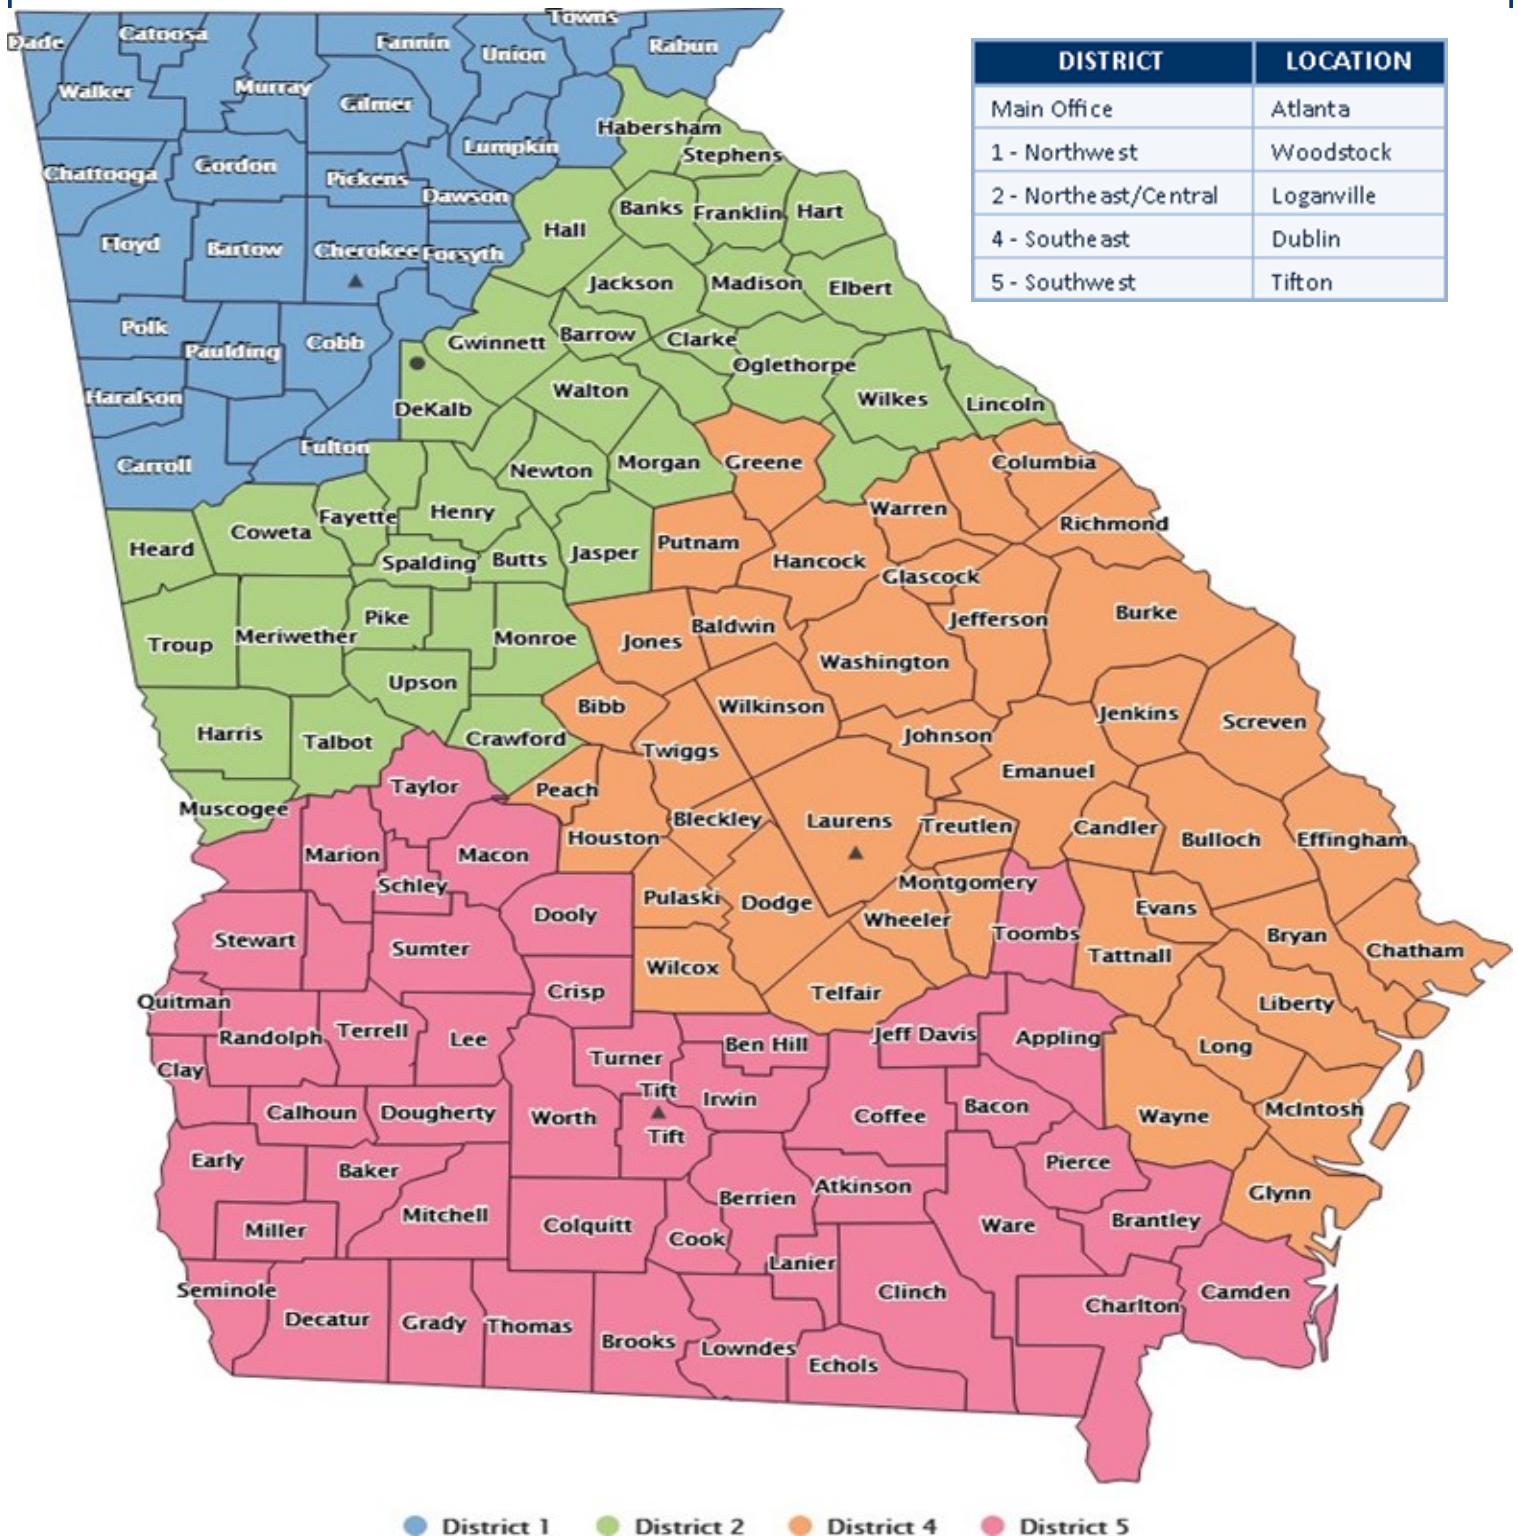 DISTRICT LOCATION
Main Office Atlanta
1 - Northwest Woodstock
2 - Northeast/Central Loganville
4 - Southeast Dublin
5 - Southwest Tifton
Towns
Dade Catoosa Fannin Union Rabun
Walker Murray Gilmer
Habersham
Lumpkin Stephens
Chattooga Gordon Pickens Dawson
Banks Franklin Hart
Floyd Bartow Cherokee Forsyth Hall
Jackson Madison Elbert
Polk Paulding Cobb Gwinnett Barrow Clarke
Oglethorpe
Haralson DeKalb Walton Wilkes Lincoln
Carroll Fulton Newton Morgan Greene Columbia
Heard Coweta Fayette Henry Warren Richmond
Spalding Butts Jasper Putnam Hancock Glascock
Troup Meriwether Pike Monroe Jones Baldwin Jefferson Burke
Upson Washington
Harris Talbot Crawford Bibb Wilkinson Jenkins Screven
Twiggs Johnson
Muscogee Taylor Peach Emanuel
Houston Bleckley Laurens Treutlen Candler Bulloch Effingham
Marion Macon
Schley Pulaski Dodge Montgomery
Wheeler Evans
Stewart Sumter Dooly Toombs Tattnall Bryan Chatham
Quitman Crisp Wilcox Telfair Liberty
Randolph Terrell Lee Turner Ben Hill Jeff Davis Appling Long
Clay Tift Irwin
Calhoun Dougherty Worth Coffee Bacon Wayne McIntosh
Tift
Early Baker Pierce
Atkinson Glynn
Miller Mitchell Colquitt Berrien Ware Brantley
Cook
Lanier
Seminole Clinch Charlton Camden
Decatur Grady Thomas Brooks Lowndes
Echols
District 1 District 2 District 4 District 5